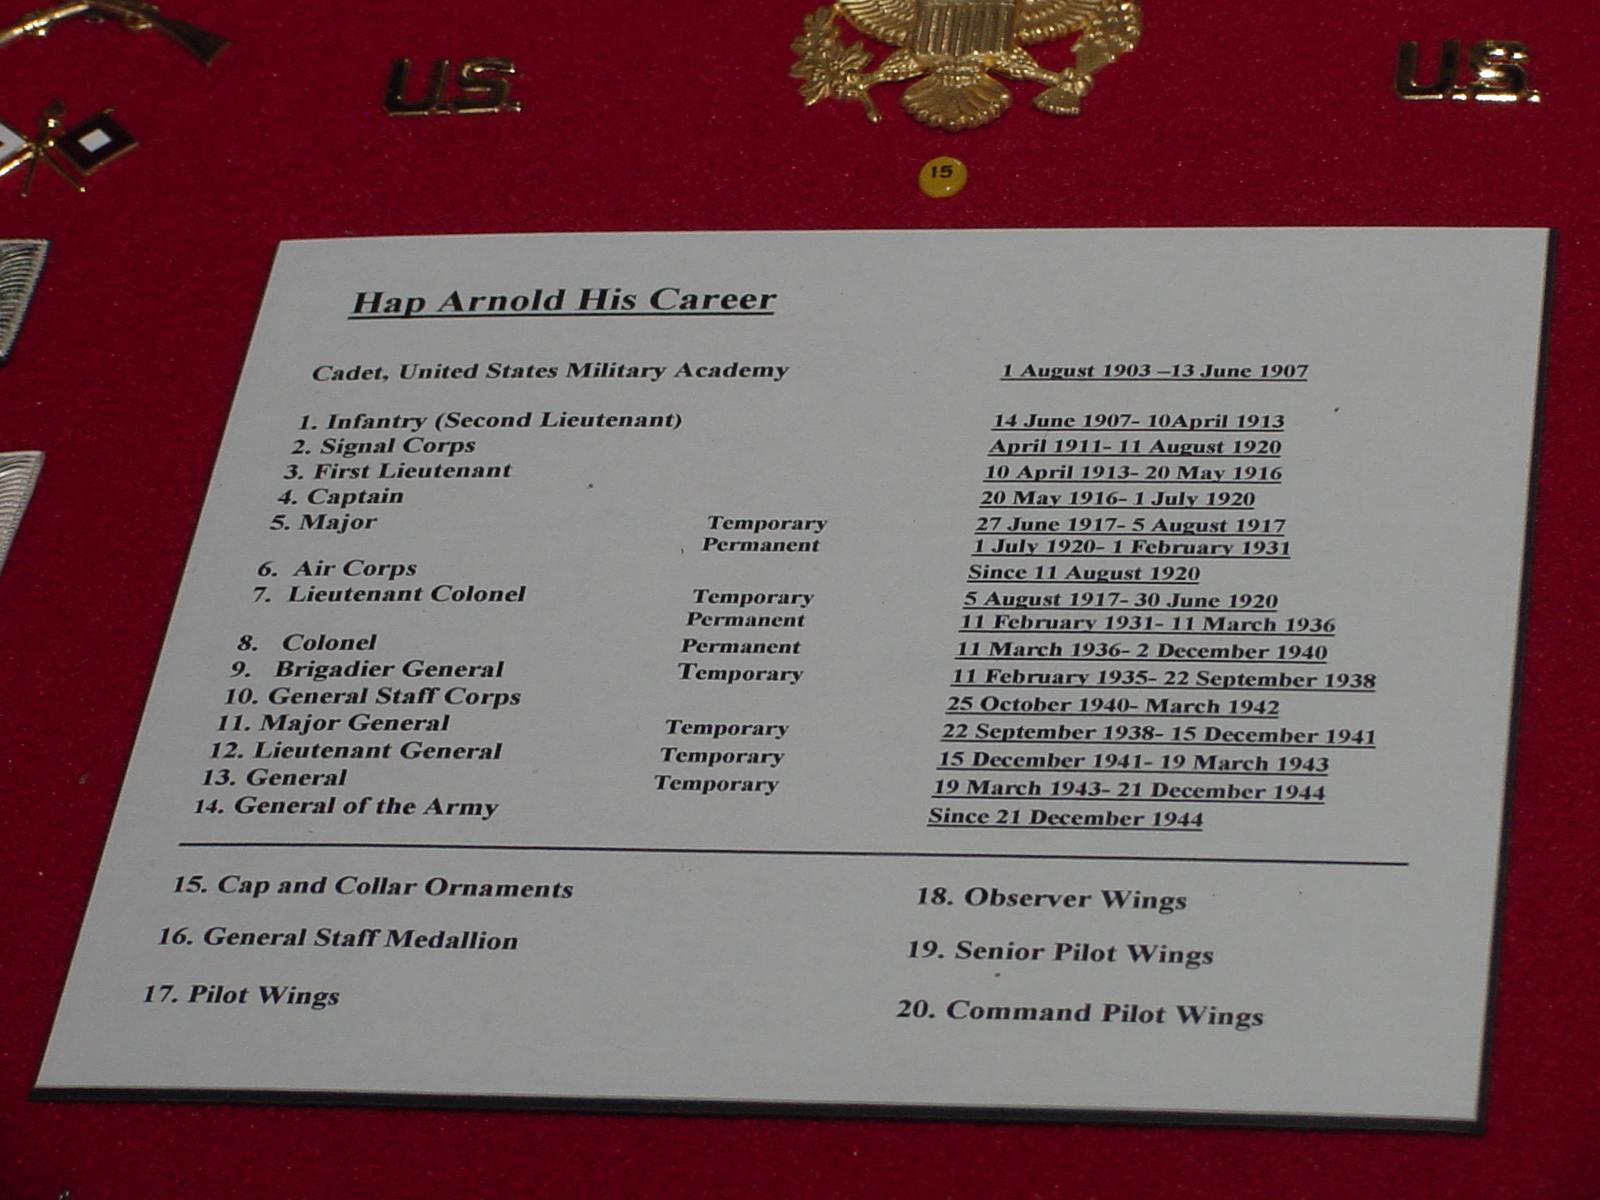 U.S. U.S.
15
Hap Arnold His Career
Cadet, United States Military Academy 1 August 1903 –13 June 1907
1. Infantry (Second Lieutenant) 14 June 1907- 10April 1913
2. Signal Corps April 1911- 11 August 1920
3. First Lieutenant 10 April 1913- 20 May 1916
4. Captain 20 May 1916- 1 July 1920
5. Major Temporary 27 June 1917- 5 August 1917
Permanent 1 July 1920- 1 February 1931
6. Air Corps Since 11 August 1920
7. Lieutenant Colonel Temporary 5 August 1917- 30 June 1920
Permanent 11 February 1931- 11 March 1936
8. Colonel Permanent 11 March 1936- 2 December 1940
9. Brigadier General Temporary 11 February 1935- 22 September 1938
10. General Staff Corps 25 October 1940- March 1942
11. Major General Temporary 22 September 1938- 15 December 1941
12. Lieutenant General Temporary 15 December 1941- 19 March 1943
13. General Temporary 19 March 1943- 21 December 1944
14. General of the Army Since 21 December 1944
15. Cap and Collar Ornaments 18. Observer Wings
16. General Staff Medallion 19. Senior Pilot Wings
17. Pilot Wings 20. Command Pilot Wings